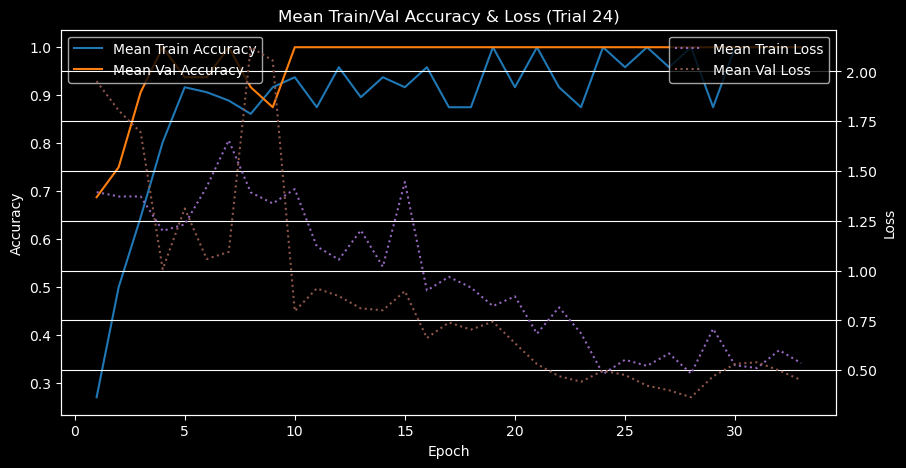 Mean Train/Val Accuracy & Loss (Trial 24)
Mean Train Accuracy
Mean Val Accuracy
Mean Train Loss
Mean Val Loss
1.0
0.9
0.8
0.7
0.6
0.5
0.4
0.3
Accuracy
2.00
1.75
1.50
1.25
1.00
0.75
0.50
Loss
0 5 10 15 20 25 30
Epoch